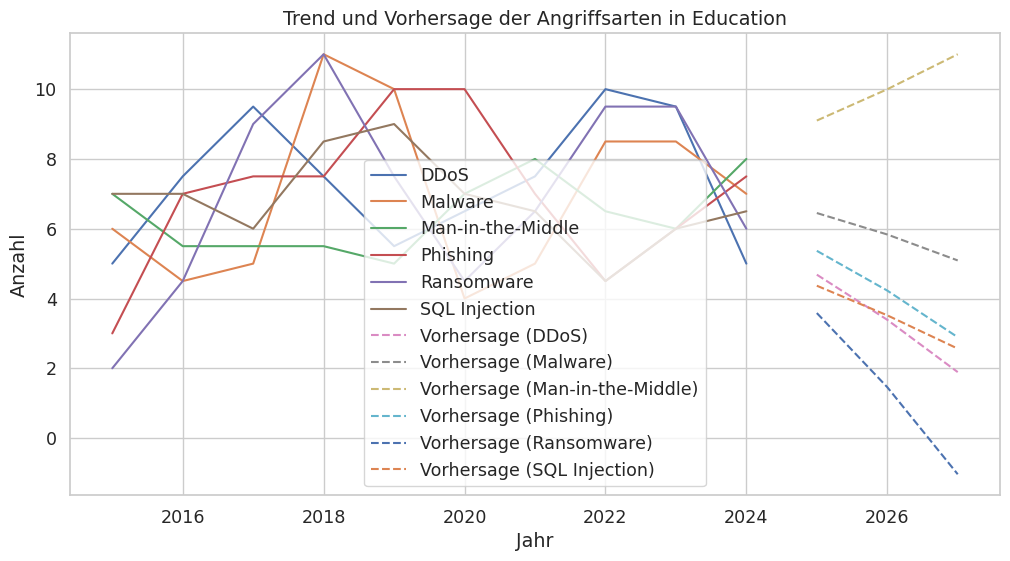 Trend und Vorhersage der Angriffsarten in Education
Anzahl
10
8
6
4
2
0
DDoS
Malware
Man-in-the-Middle
Phishing
Ransomware
SQL Injection
Vorhersage (DDoS)
Vorhersage (Malware)
Vorhersage (Man-in-the-Middle)
Vorhersage (Phishing)
Vorhersage (Ransomware)
Vorhersage (SQL Injection)
2016 2018 2020 2022 2024 2026
Jahr